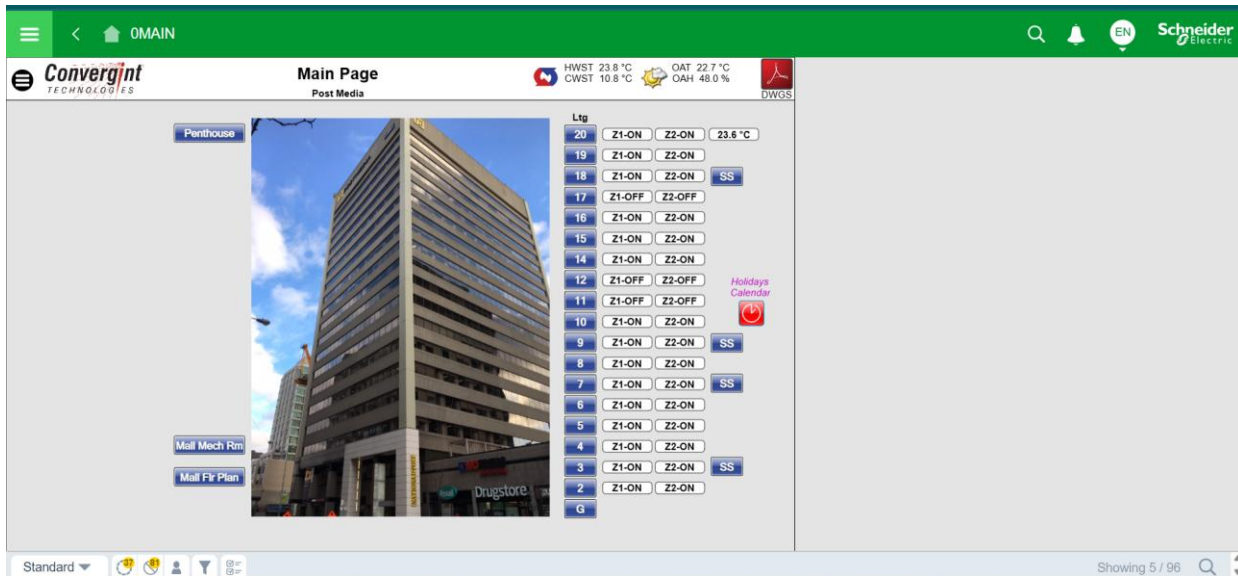 0MAIN
EN
Schneider
Electric
Convergint
TECHNOLOGIES
Main Page
Post Media
HWST 23.8 °C
CWST 10.8 °C
OAT 22.7 °C
OAH 48.0 %
DWGS
Ltg
Penthouse
20 Z1-ON Z2-ON 23.6 °C
19 Z1-ON Z2-ON
18 Z1-ON Z2-ON SS
17 Z1-OFF Z2-OFF
16 Z1-ON Z2-ON
15 Z1-ON Z2-ON
14 Z1-ON Z2-ON
12 Z1-OFF Z2-OFF
Holidays
Calendar
11 Z1-OFF Z2-OFF
10 Z1-ON Z2-ON
9 Z1-ON Z2-ON SS
8 Z1-ON Z2-ON
7 Z1-ON Z2-ON SS
6 Z1-ON Z2-ON
5 Z1-ON Z2-ON
Mall Mech Rm
4 Z1-ON Z2-ON
3 Z1-ON Z2-ON SS
Mall Flr Plan
2 Z1-ON Z2-ON
G
NATIONAL POST
Drugstore
Standard
37
81
Showing 5 / 96